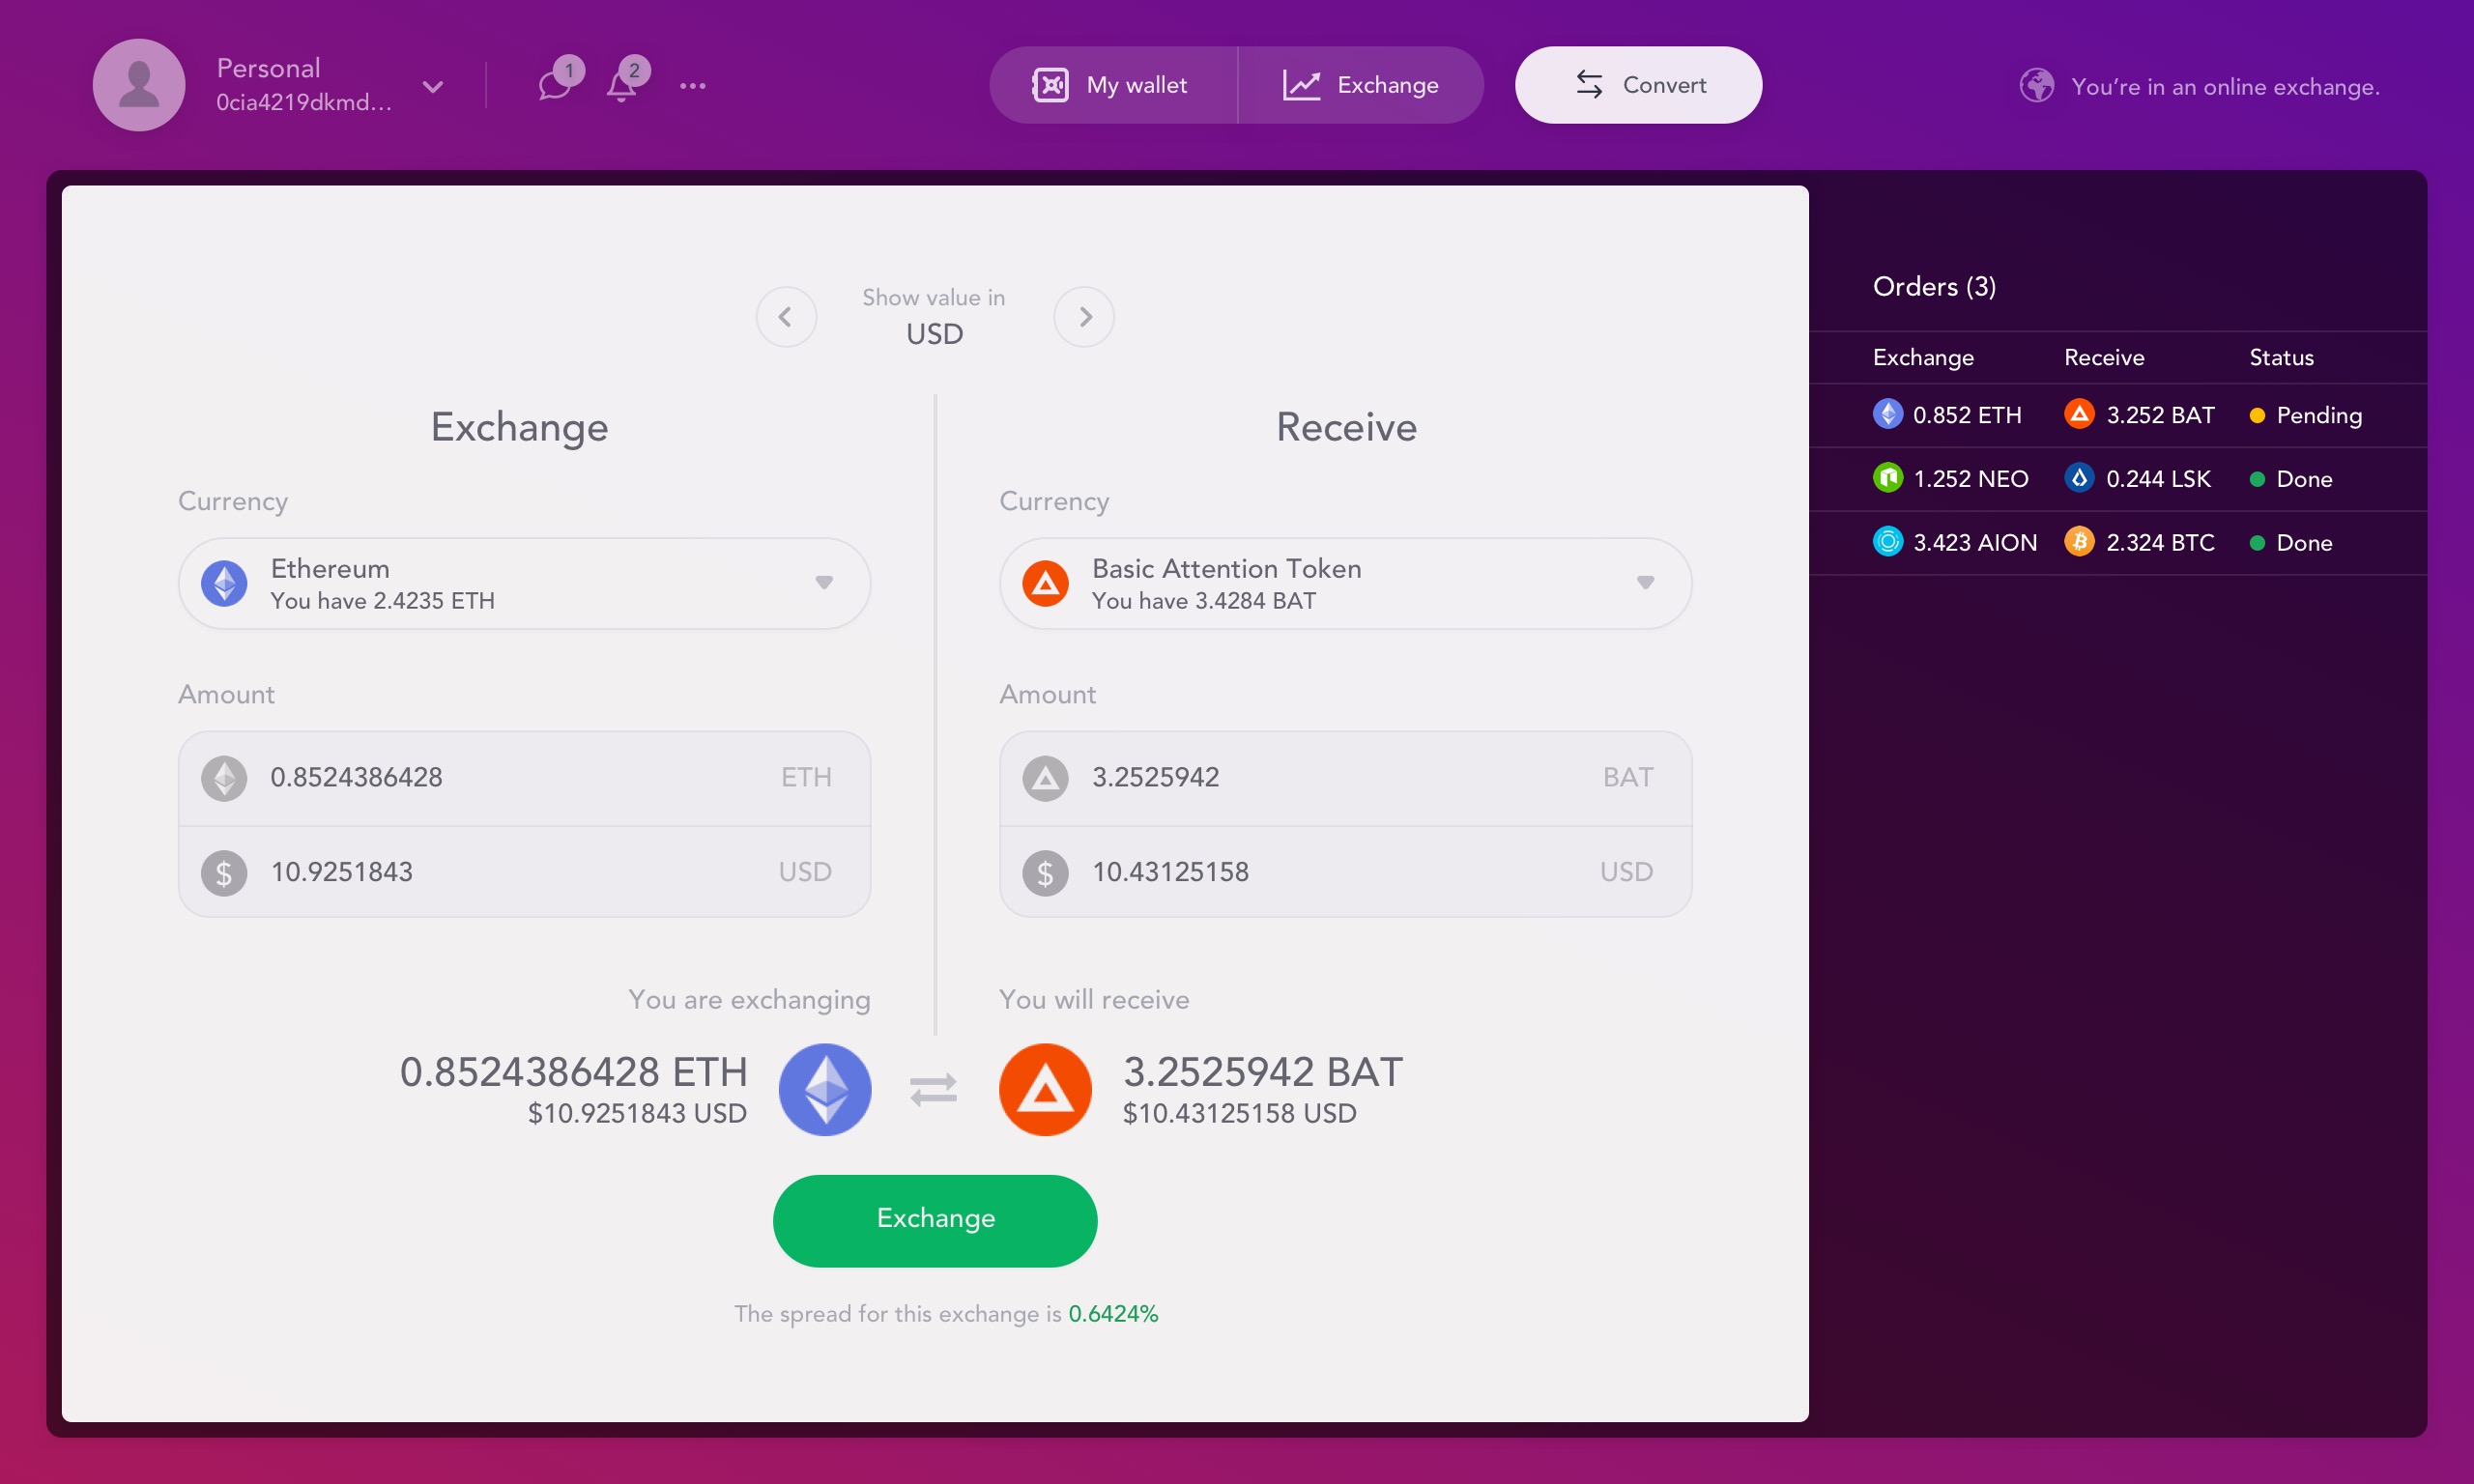 Personal
0cia4219dkmd...
1
2
My wallet
Exchange
Convert
You're in an online exchange.
Show value in
USD
Exchange
Currency
Ethereum
You have 2.4235 ETH
Amount
0.8524386428 ETH
$ 10.9251843 USD
Receive
Currency
Basic Attention Token
You have 3.4284 BAT
Amount
3.2525942 BAT
$ 10.43125158 USD
You are exchanging
0.8524386428 ETH
$10.9251843 USD
You will receive
3.2525942 BAT
$10.43125158 USD
Exchange
The spread for this exchange is 0.6424%
Orders (3)
Exchange Receive Status
0.852 ETH 3.252 BAT Pending
1.252 NEO 0.244 LSK Done
3.423 AION 2.324 BTC Done